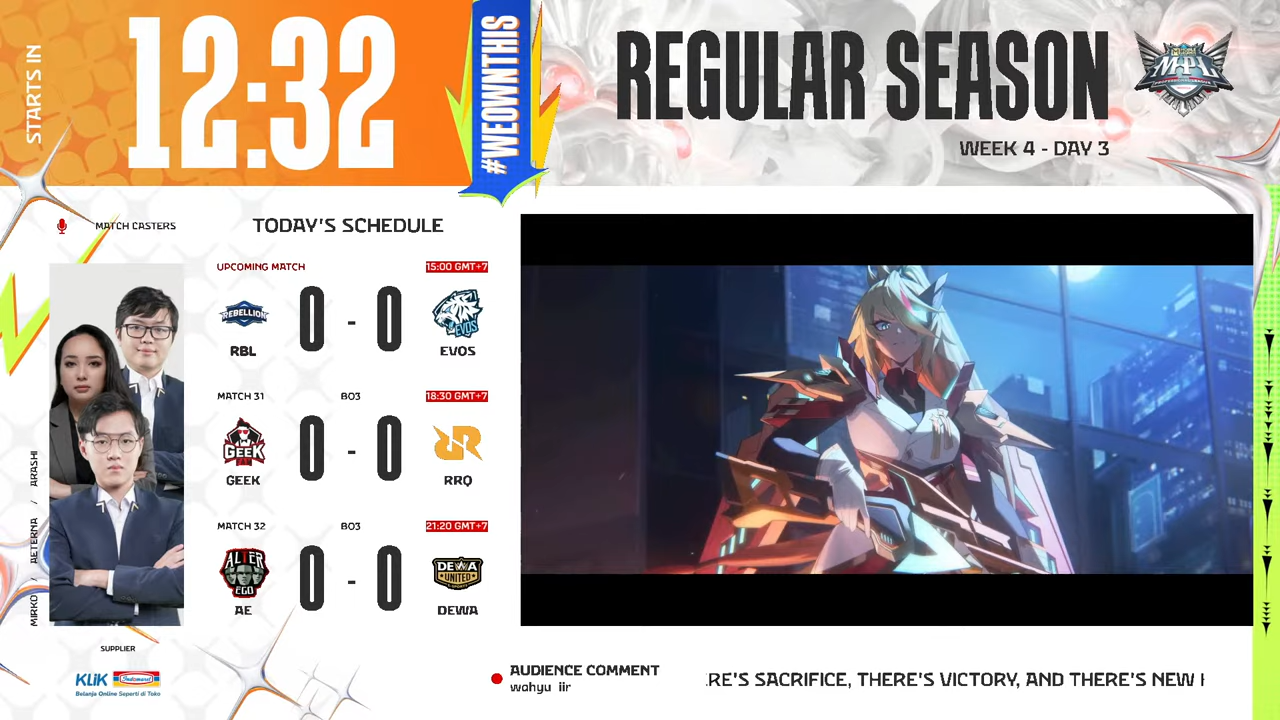 STARTS IN
12:32
#WEOWNTHIS
REGULAR SEASON
WEEK 4 - DAY 3
MPL
MATCH CASTERS
MIRKO / AETERNA / ARASHI
TODAY'S SCHEDULE
UPCOMING MATCH
15:00 GMT+7
REBELLION
RBL
0 - 0
EVOS
EVOS
MATCH 31
BO3
18:30 GMT+7
GEEK
FAM
GEEK
0 - 0
RRQ
MATCH 32
BO3
21:20 GMT+7
ALTER
EGO
AE
0 - 0
DEWA
UNITED
DEWA
SUPPLIER
KLIK Indomaret
Belanja Online Seperti di Toko
AUDIENCE COMMENT
wahyu iir
RE'S SACRIFICE, THERE'S VICTORY, AND THERE'S NEW